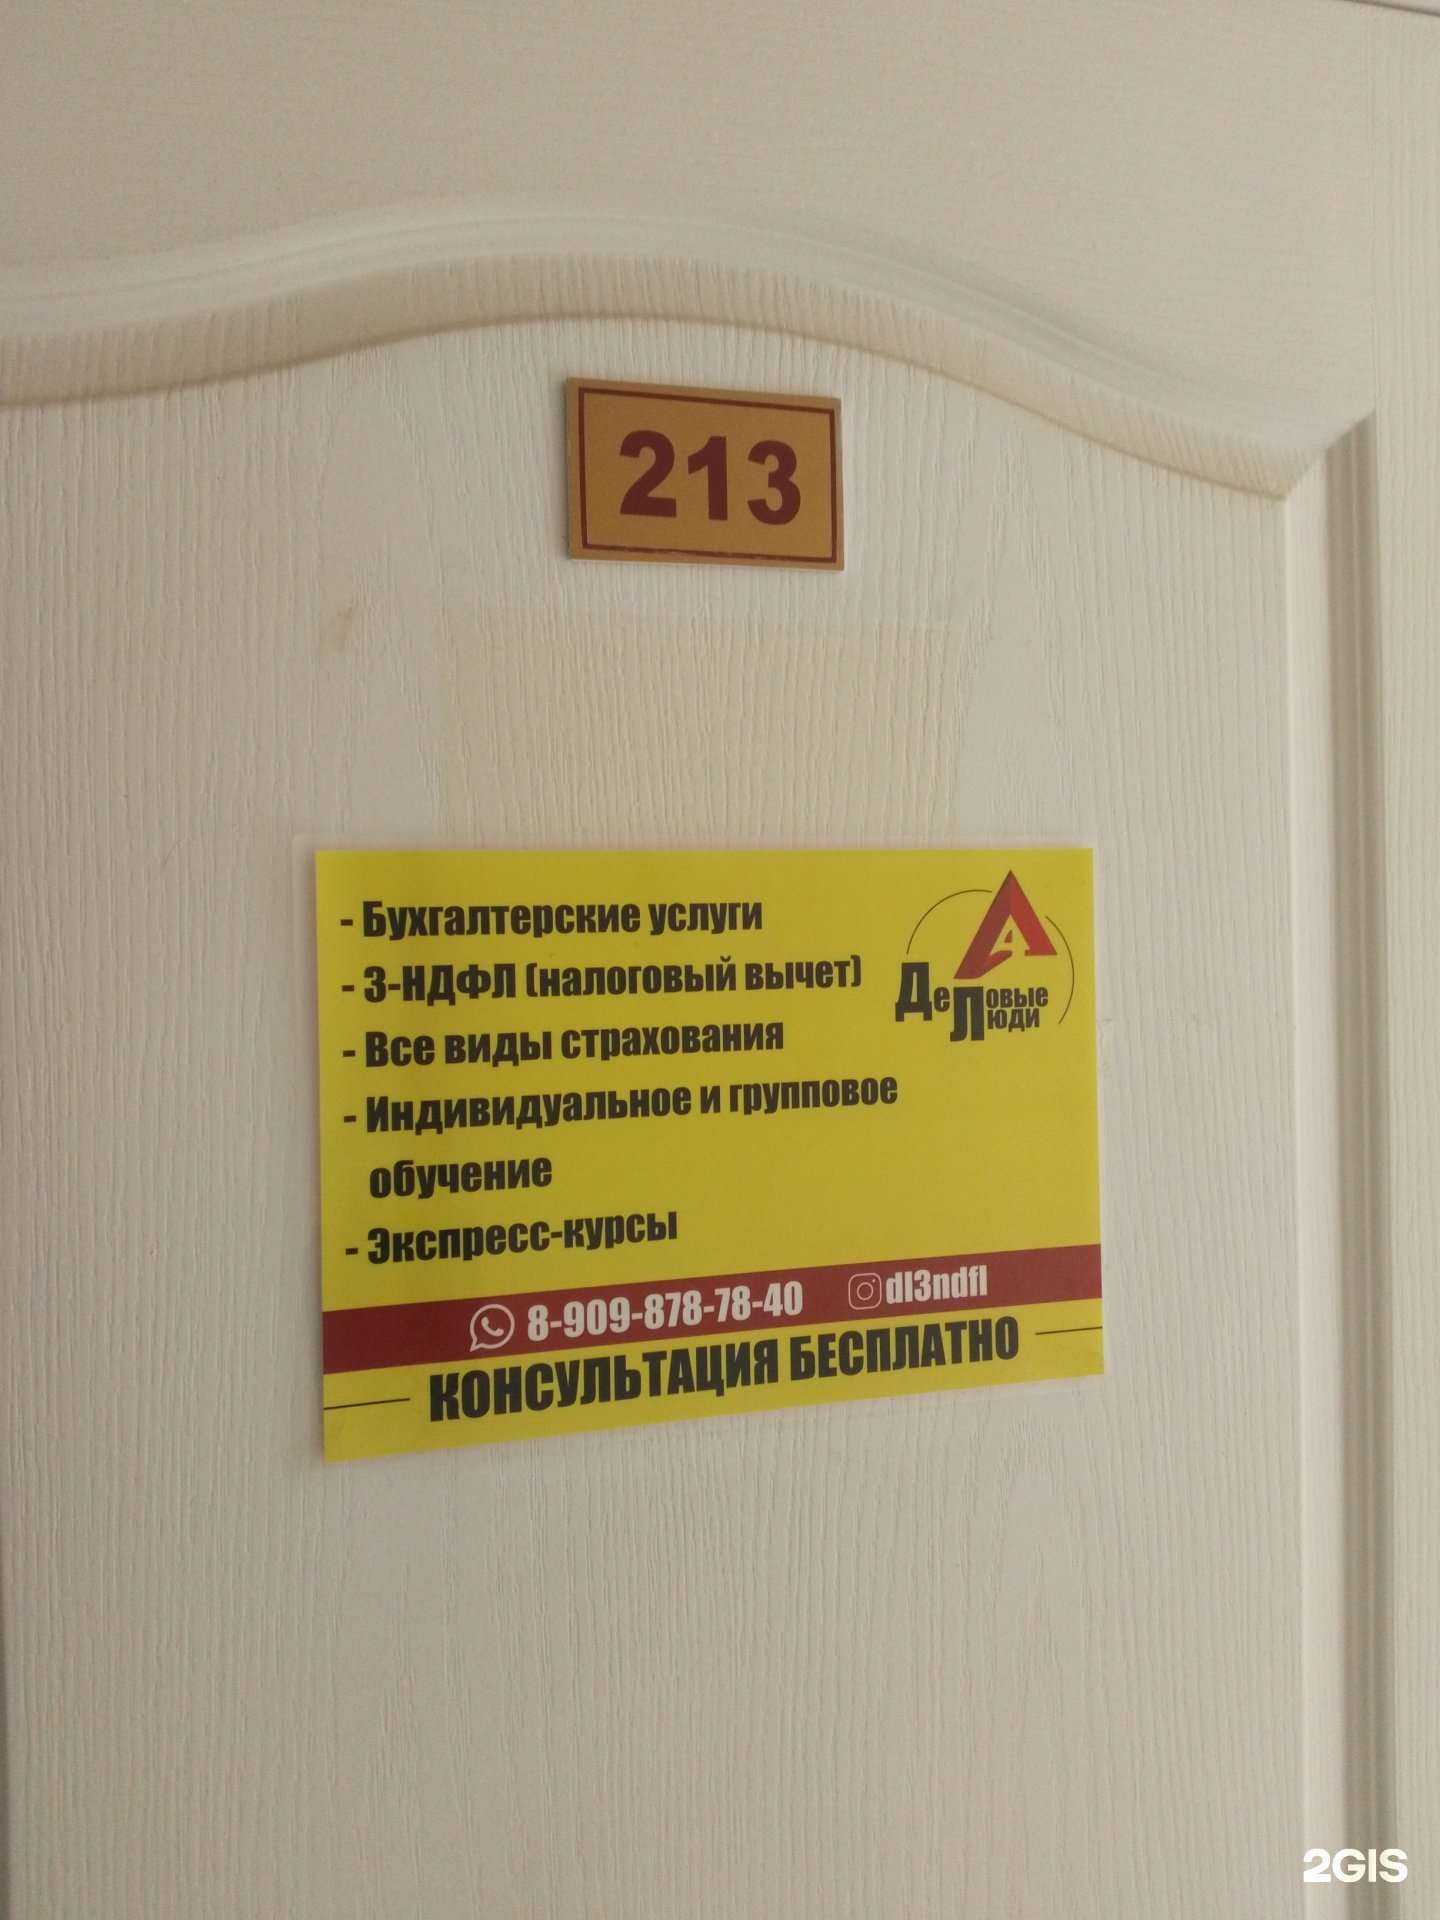 213
- Бухгалтерские услуги
- 3-НДФЛ (налоговый вычет)
- Все виды страхования
- Индивидуальное и групповое
обучение
- Экспресс-курсы
ДеЛовые
Люди
8-909-878-78-40 dl3ndfl
КОНСУЛЬТАЦИЯ БЕСПЛАТНО
2GIS